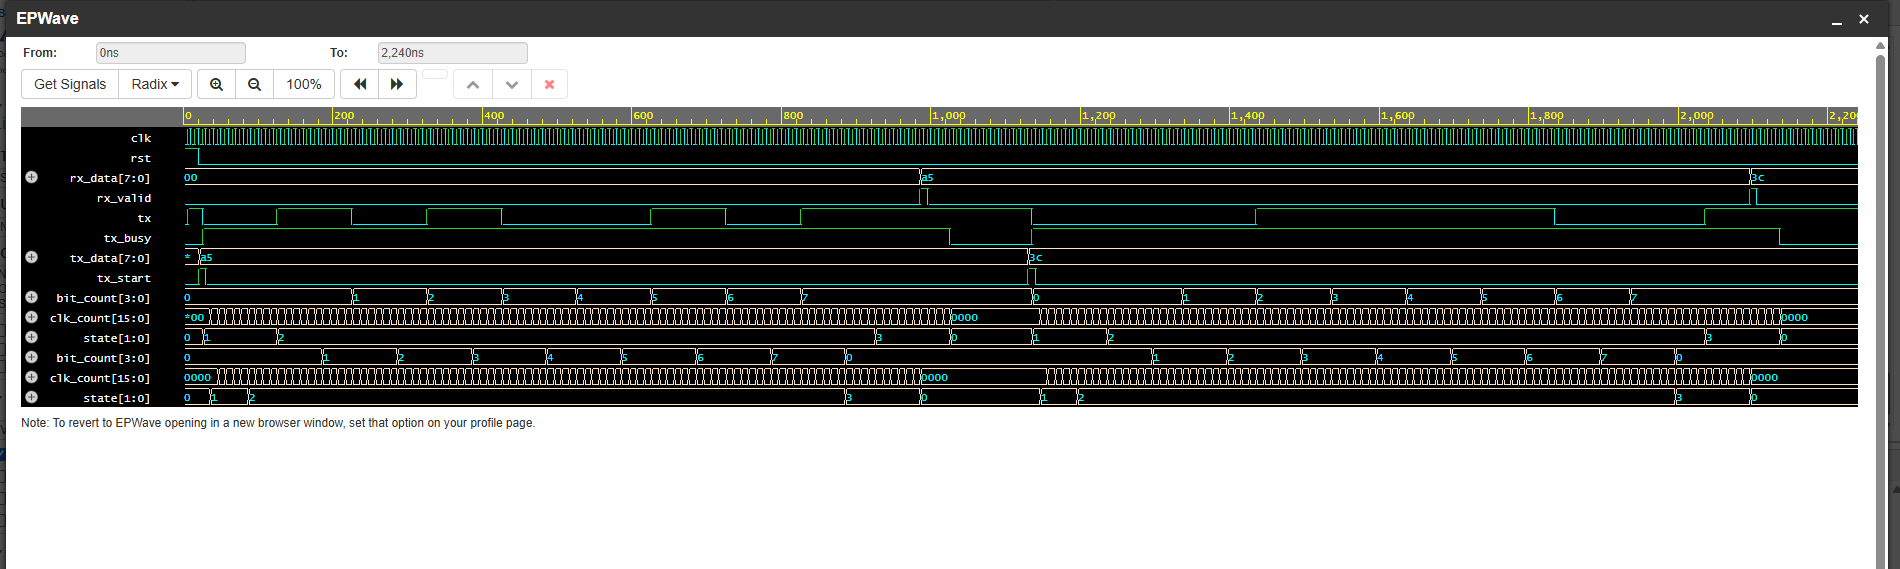 EPWave
From: 0ns To: 2,240ns
Get Signals Radix 100%
0 200 400 600 800 1,000 1,200 1,400 1,600 1,800 2,000 2,200
clk
rst
rx_data[7:0] 00 a5 3c
rx_valid
tx
tx_busy
tx_data[7:0] * a5 3c
tx_start
bit_count[3:0] 0 1 2 3 4 5 6 7 0 1 2 3 4 5 6 7
clk_count[15:0] *00 0000 0000
state[1:0] 0 1 2 3 0 1 2 3 0
bit_count[3:0] 0 1 2 3 4 5 6 7 0 1 2 3 4 5 6 7 0
clk_count[15:0] 0000 0000 0000
state[1:0] 0 1 2 3 0 1 2 3 0
Note: To revert to EPWave opening in a new browser window, set that option on your profile page.